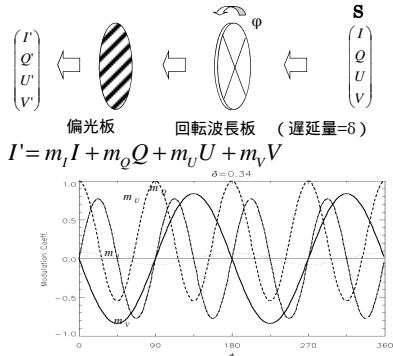 φ
S
I'
Q'
U'
V'
I
Q
U
V
偏光板 回転波長板 (遅延量=δ)
I'= m_I I + m_Q Q + m_U U + m_V V
δ=0.34
Modulation Coeff.
1.0
0.5
0.0
−0.5
−1.0
m_U
m_Q
m_V
0 90 180 270 360